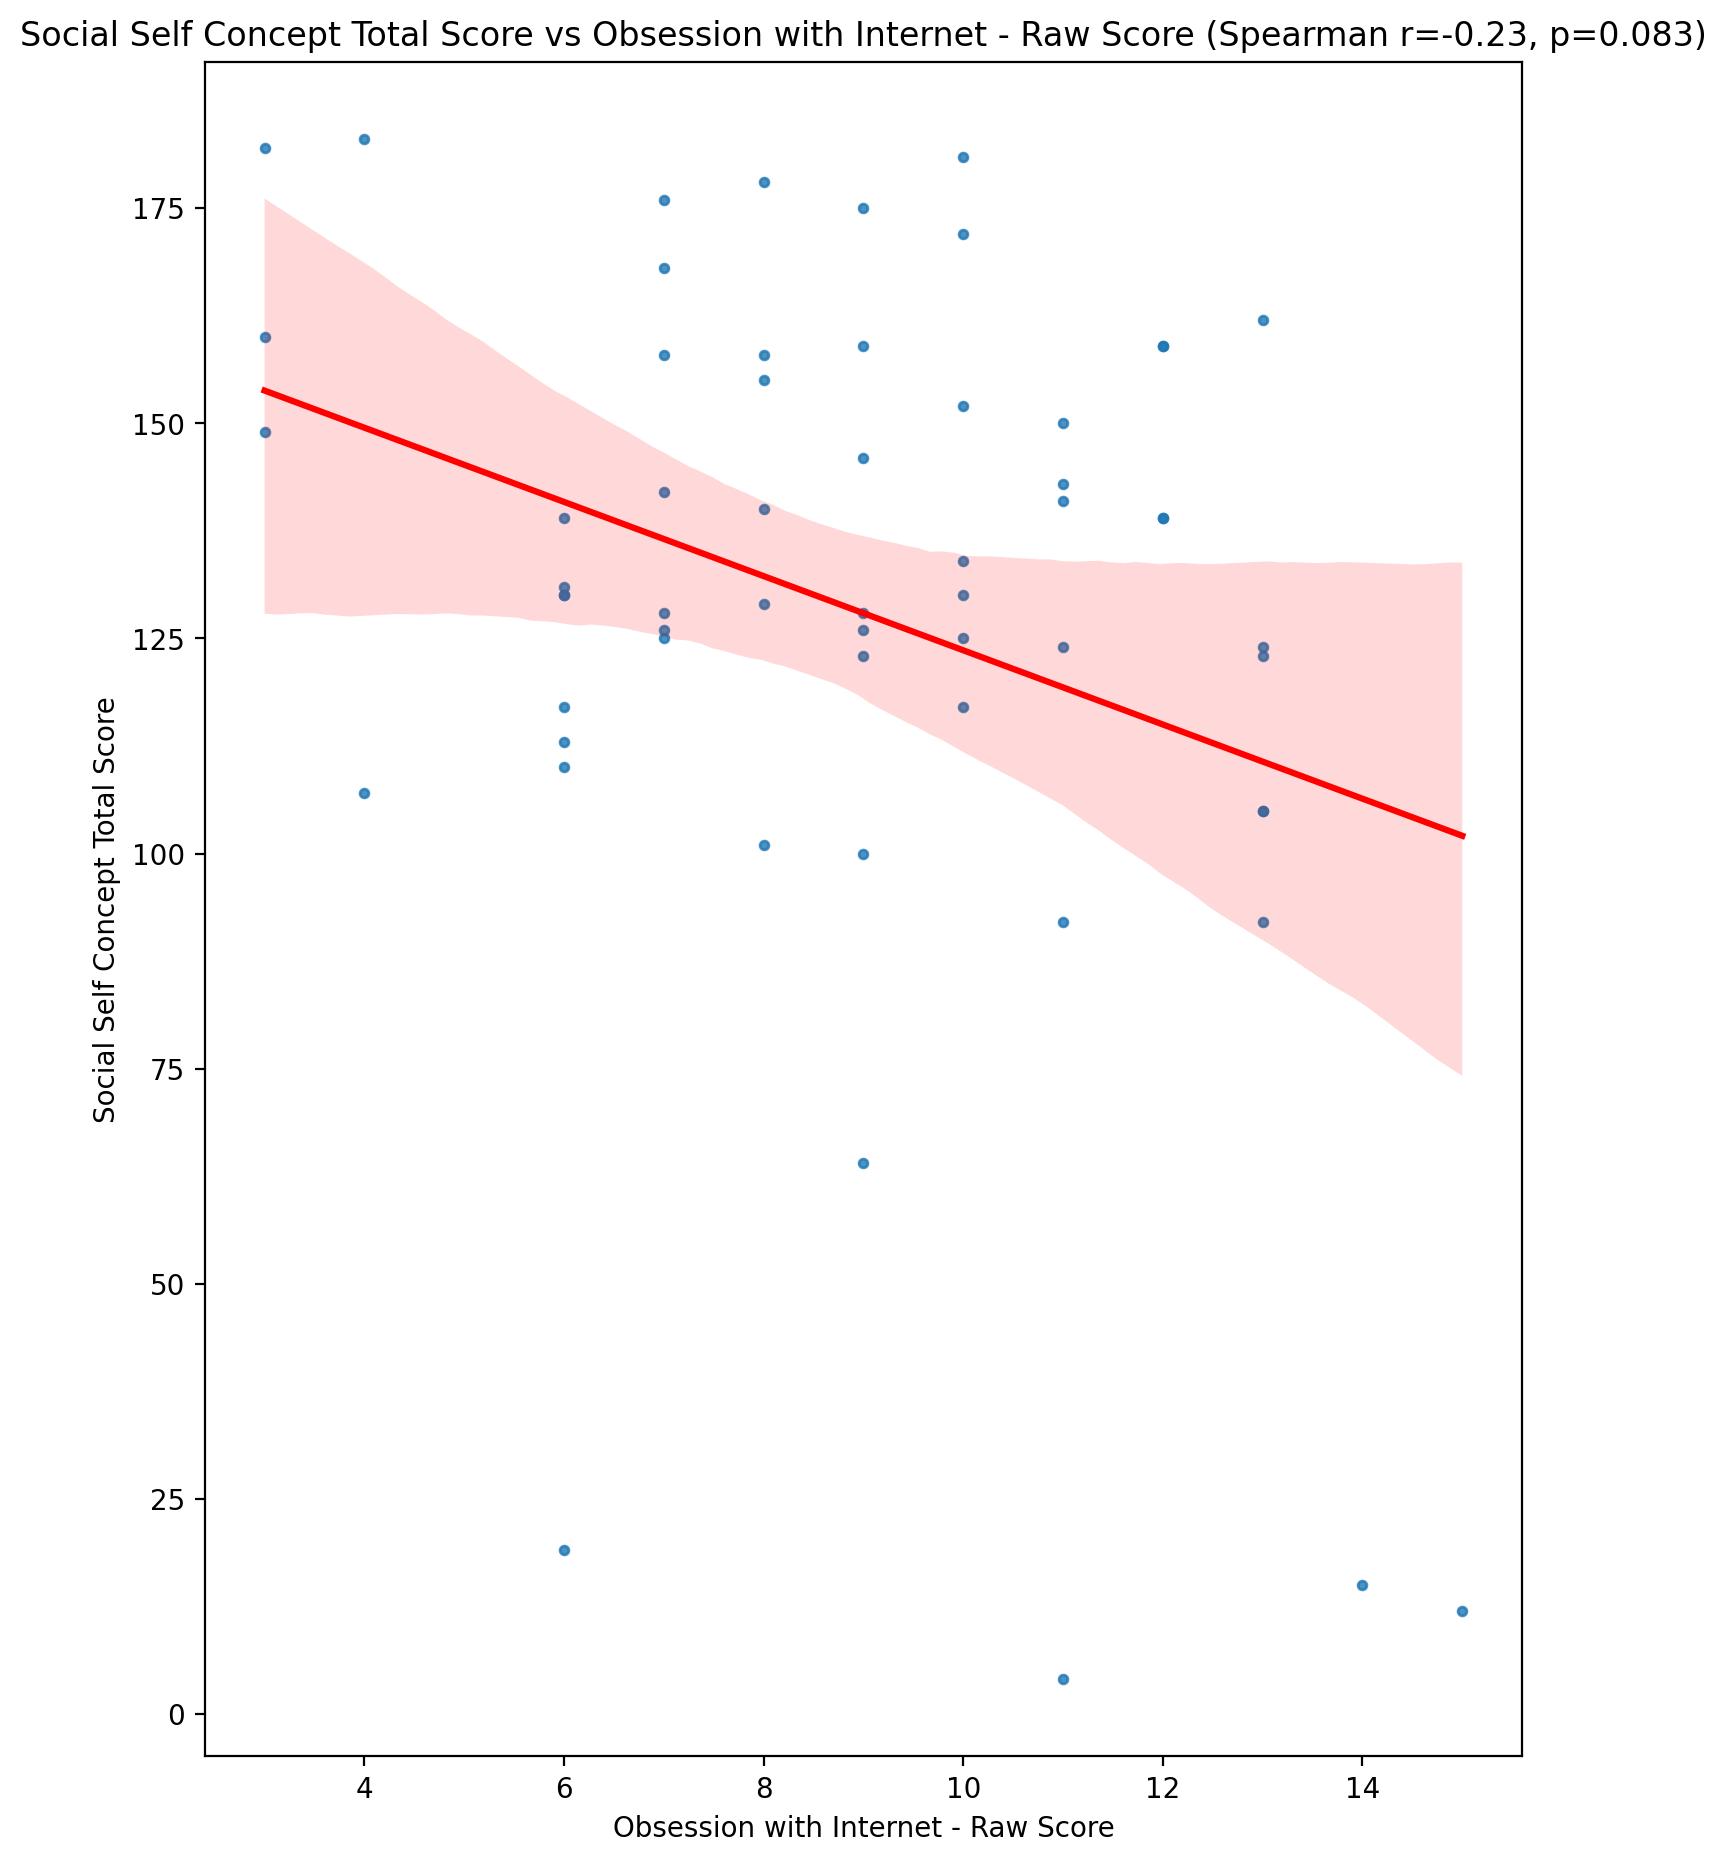 Social Self Concept Total Score vs Obsession with Internet - Raw Score (Spearman r=-0.23, p=0.083)
175
150
125
100
75
50
25
0
Social Self Concept Total Score
4 6 8 10 12 14
Obsession with Internet - Raw Score